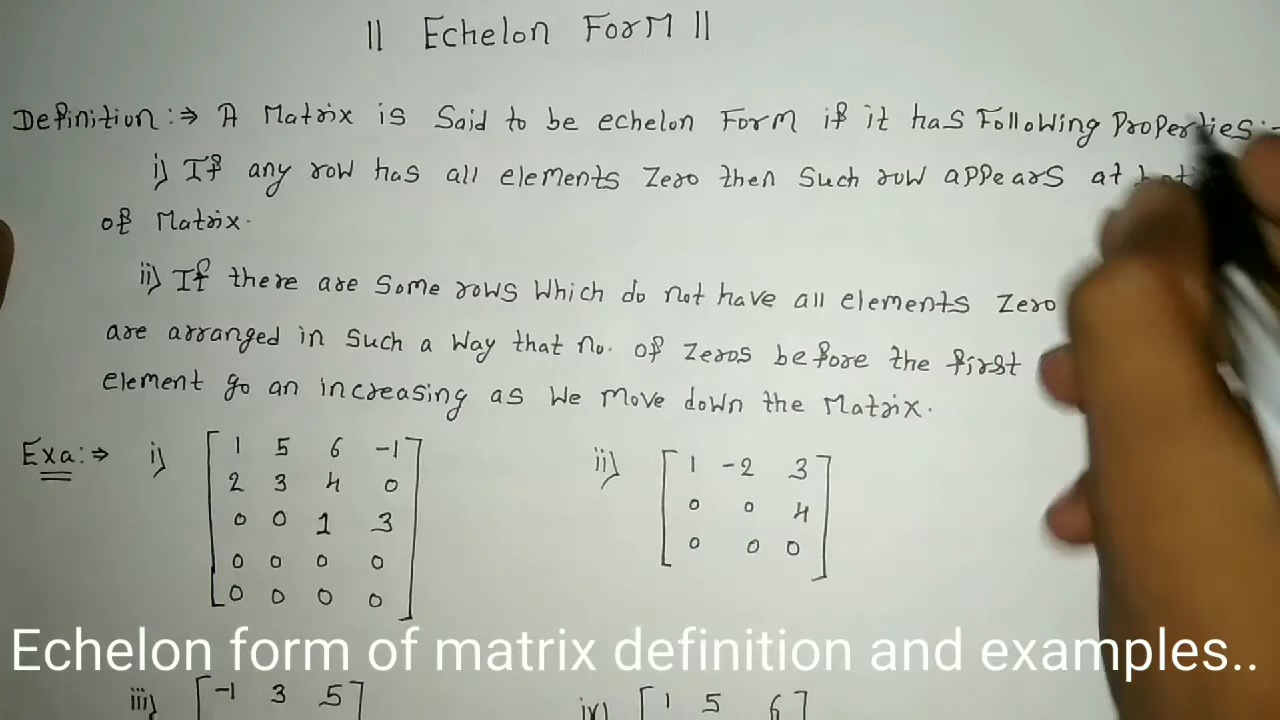 || Echelon Form ||
Definition:⇒ A Matrix is Said to be echelon Form if it has Following Properties:-
i) If any row has all elements Zero then Such row appears at
of Matrix.
ii) If there are Some rows Which do not have all elements Zero
are arranged in Such a Way that no. of Zeros before the first
element go an increasing as We move down the Matrix.
Exa:⇒ i) ii)
1 5 6 -1
2 3 4 0
0 0 1 3
0 0 0 0
0 0 0 0
1 -2 3
0 0 4
0 0 0
Echelon form of matrix definition and examples..
iii) -1 3 5
iv) 1 5 6